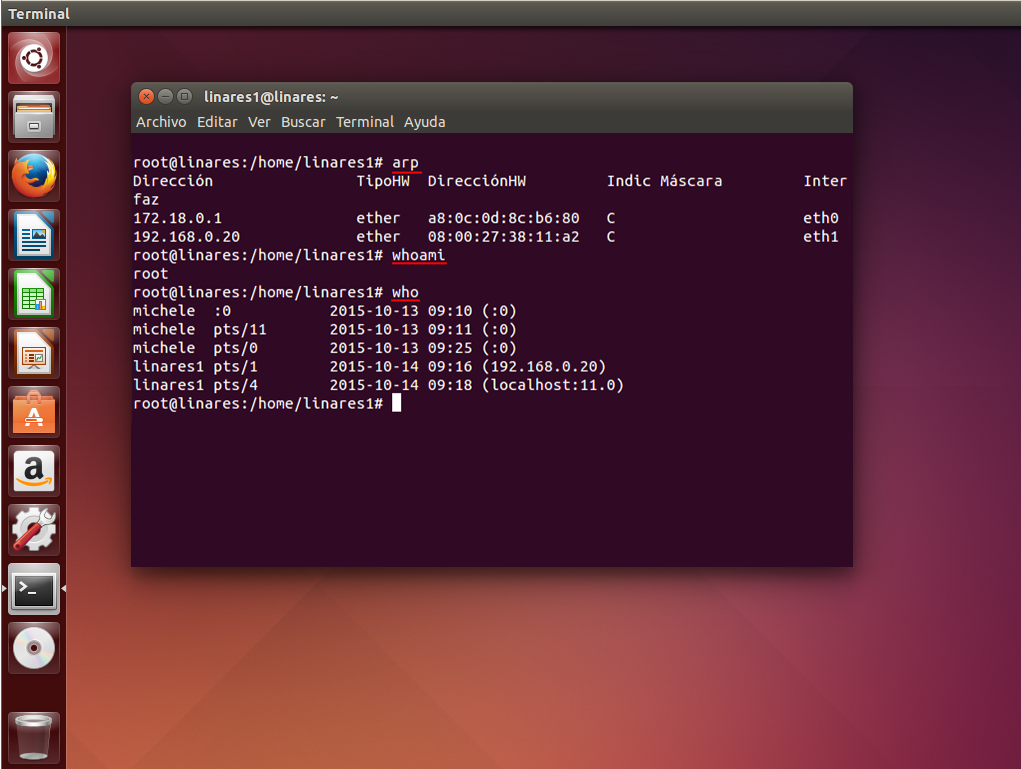 Terminal
linares1@linares: ~
Archivo Editar Ver Buscar Terminal Ayuda
root@linares:/home/linares1# arp
Dirección                TipoHW  DirecciónHW         Indic Máscara         Inter
faz
172.18.0.1               ether   a8:0c:0d:8c:b6:80   C                     eth0
192.168.0.20             ether   08:00:27:38:11:a2   C                     eth1
root@linares:/home/linares1# whoami
root
root@linares:/home/linares1# who
michele  :0           2015-10-13 09:10 (:0)
michele  pts/11       2015-10-13 09:11 (:0)
michele  pts/0        2015-10-13 09:25 (:0)
linares1 pts/1        2015-10-14 09:16 (192.168.0.20)
linares1 pts/4        2015-10-14 09:18 (localhost:11.0)
root@linares:/home/linares1#